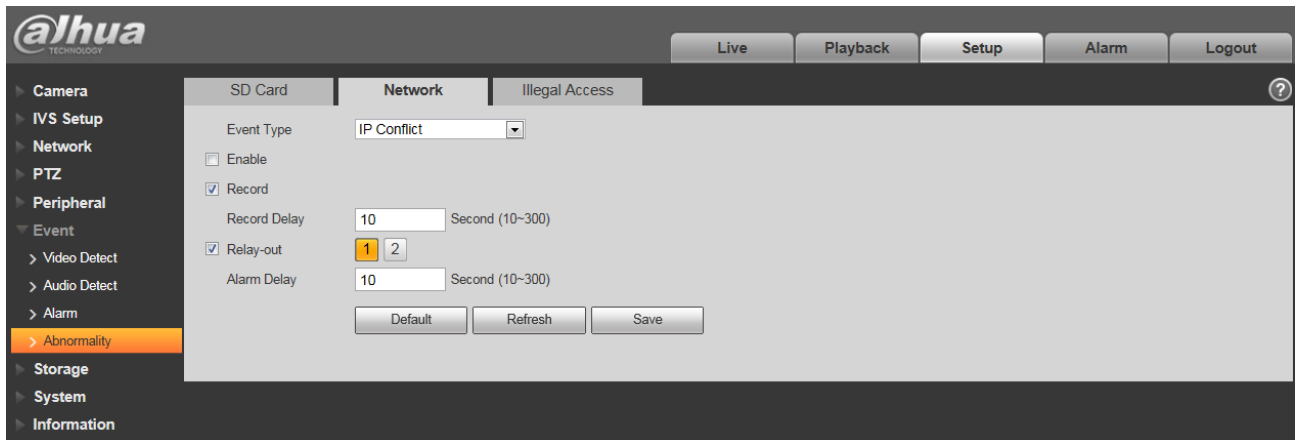 alhua
TECHNOLOGY
Live Playback Setup Alarm Logout
Camera
IVS Setup
Network
PTZ
Peripheral
Event
Video Detect
Audio Detect
Alarm
Abnormality
Storage
System
Information
SD Card Network Illegal Access ?
Event Type IP Conflict
Enable
Record
Record Delay 10 Second (10~300)
Relay-out 1 2
Alarm Delay 10 Second (10~300)
Default Refresh Save